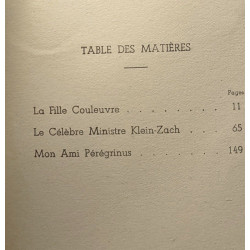 TABLE DES MATIÈRES
Pages
La Fille Couleuvre . . . . . . . . 11
Le Célèbre Ministre Klein-Zach . . . . 65
Mon Ami Pérégrinus . . . . . . . 149